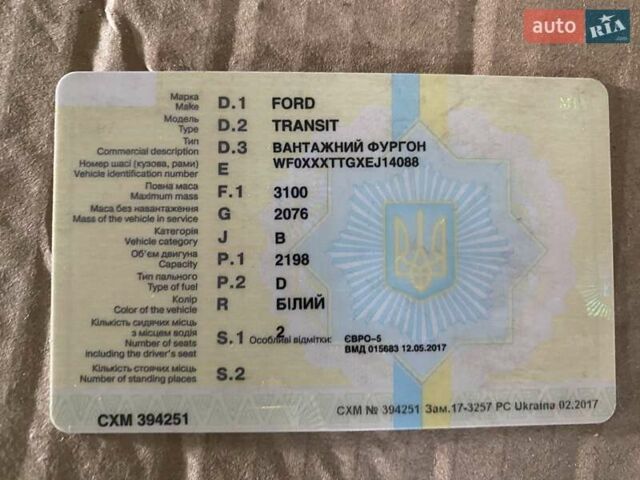 auto RIA .com
Марка
Make D.1 FORD
Модель
Type D.2 TRANSIT
Тип
Commercial description D.3 ВАНТАЖНИЙ ФУРГОН
Номер шасі (кузова, рами)
Vehicle identification number E WF0XXXTTGXEJ14088
Повна маса
Maximum mass F.1 3100
Маса без навантаження
Mass of the vehicle in service G 2076
Категорія
Vehicle category J B
Об'єм двигуна
Capacity P.1 2198
Тип пального
Type of fuel P.2 D
Колір
Color of the vehicle R БІЛИЙ
Кількість сидячих місць
з місцем водія
Number of seats
including the driver's seat S.1 2
Особливі відмітки: ЄВРО-5
ВМД 015683 12.05.2017
Кількість стоячих місць
Number of standing places S.2
СХМ 394251
СХМ № 394251 Зам.17-3257 PC Ukraina 02.2017